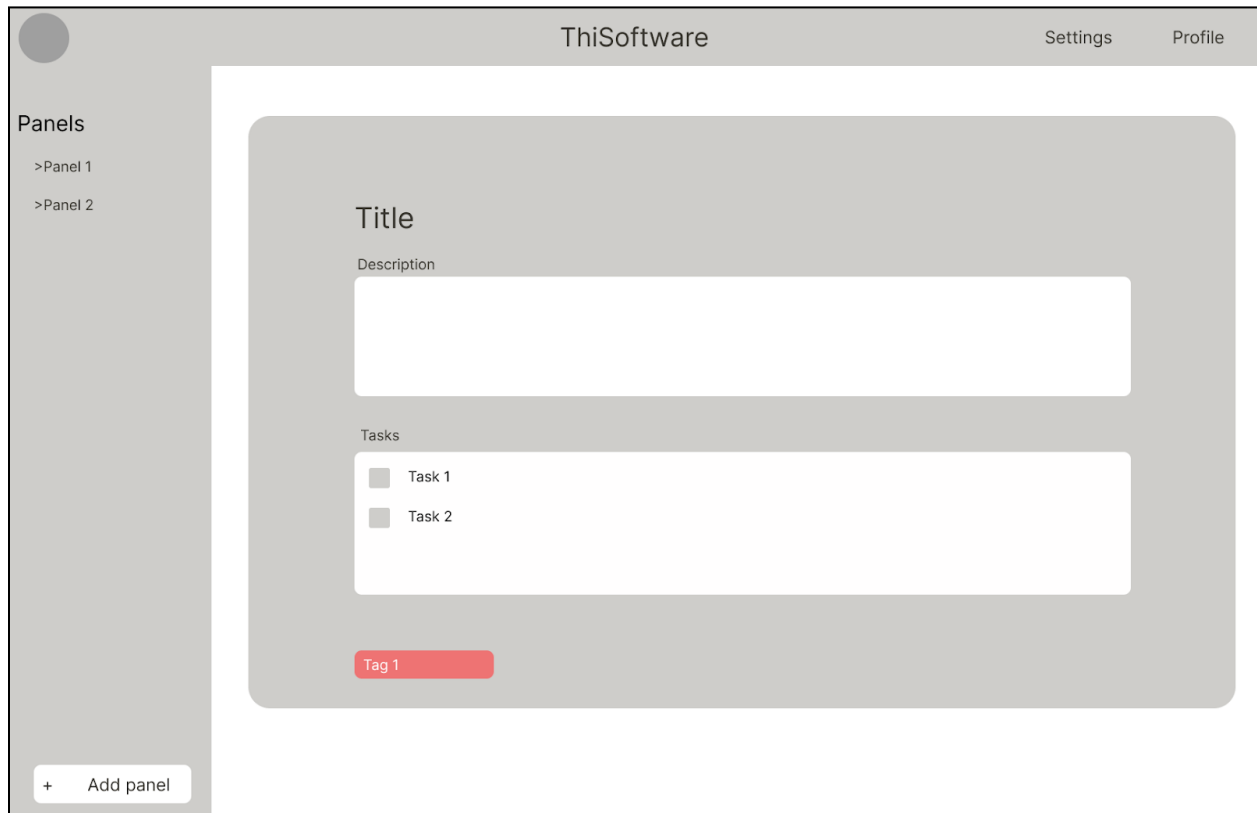 ThiSoftware
Settings
Profile
Panels
>Panel 1
>Panel 2
Title
Description
Tasks
Task 1
Task 2
Tag 1
+ Add panel